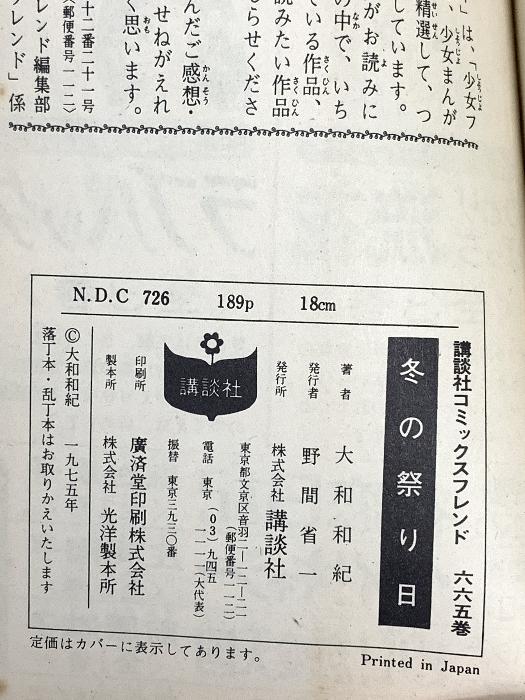 」は、「少女フ
、少女まんが
精選して、つ
しています。
がお読みに
の中で、いち
ている作品、
読みたい作品
らせくださ
んだご感想・
せねがえれ
く思います。
十二番二十一号
郵便番号一一二)
レンド編集部
レンド」係
N.D.C 726 189p 18cm
講談社コミックスフレンド 六六五巻
冬の祭り日
著者 大和和紀
発行者 野間省一
発行所 株式会社 講談社
東京都文京区音羽二―一二―二一
(郵便番号一一二)
電話 東京(03)九四五
一一一一(大代表)
振替 東京三九三〇番
講談社
印刷所 廣済堂印刷株式会社
製本所 株式会社 光洋製本所
©大和和紀 一九七五年
落丁本・乱丁本はお取りかえいたします
定価はカバーに表示してあります。
Printed in Japan